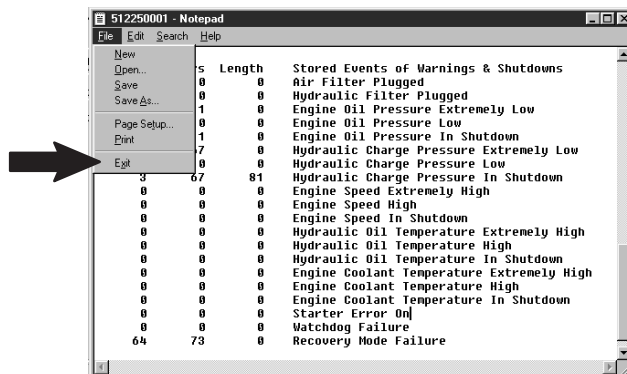 512250001 - Notepad
File Edit Search Help
New
Open...
Save
Save As...
Page Setup...
Print
Exit
s Length Stored Events of Warnings & Shutdowns
0 0 Air Filter Plugged
0 0 Hydraulic Filter Plugged
1 0 Engine Oil Pressure Extremely Low
0 0 Engine Oil Pressure Low
1 0 Engine Oil Pressure In Shutdown
67 0 Hydraulic Charge Pressure Extremely Low
0 0 Hydraulic Charge Pressure Low
3 67 81 Hydraulic Charge Pressure In Shutdown
0 0 0 Engine Speed Extremely High
0 0 0 Engine Speed High
0 0 0 Engine Speed In Shutdown
0 0 0 Hydraulic Oil Temperature Extremely High
0 0 0 Hydraulic Oil Temperature High
0 0 0 Hydraulic Oil Temperature In Shutdown
0 0 0 Engine Coolant Temperature Extremely High
0 0 0 Engine Coolant Temperature High
0 0 0 Engine Coolant Temperature In Shutdown
0 0 0 Starter Error On
0 0 0 Watchdog Failure
64 73 0 Recovery Mode Failure